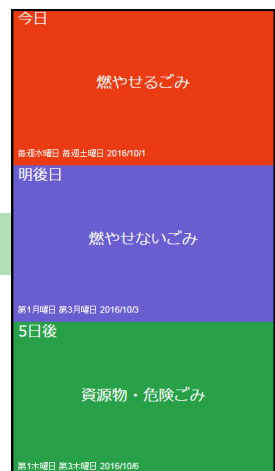 今日
燃やせるごみ
毎週水曜日 毎週土曜日 2016/10/1
明後日
燃やせないごみ
第1月曜日 第3月曜日 2016/10/3
5日後
資源物・危険ごみ
第1木曜日 第3木曜日 2016/10/6